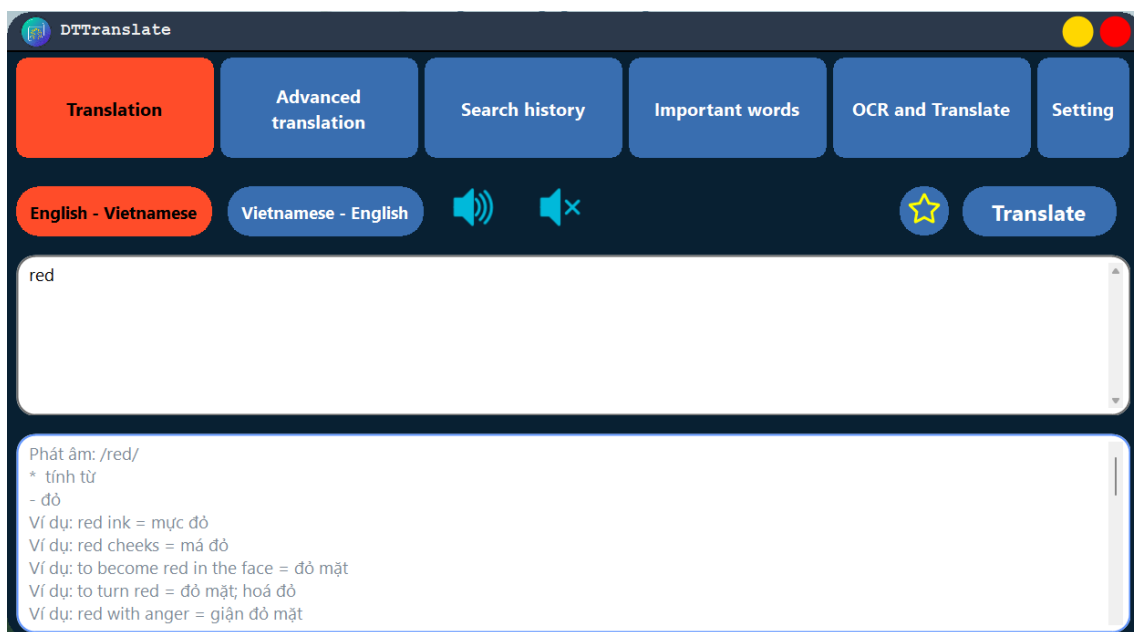 DTTranslate
Translation
Advanced
translation
Search history
Important words
OCR and Translate
Setting
English - Vietnamese
Vietnamese - English
Translate
red
Phát âm: /red/
* tính từ
- đỏ
Ví dụ: red ink = mực đỏ
Ví dụ: red cheeks = má đỏ
Ví dụ: to become red in the face = đỏ mặt
Ví dụ: to turn red = đỏ mặt; hoá đỏ
Ví dụ: red with anger = giận đỏ mặt